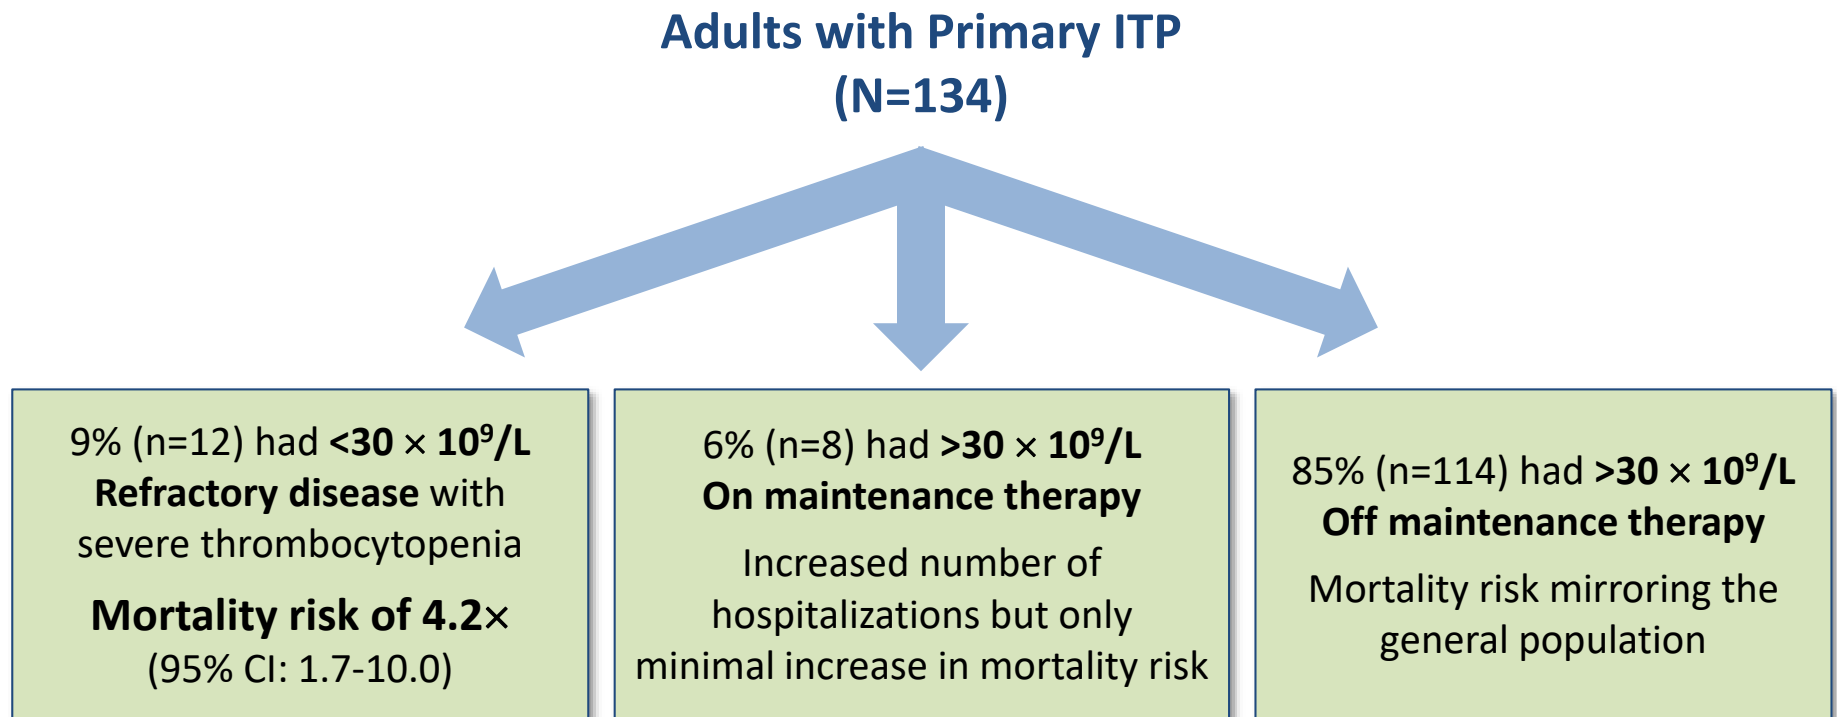 Adults with Primary ITP
(N=134)
9% (n=12) had <30 × 10⁹/L
Refractory disease with
severe thrombocytopenia
Mortality risk of 4.2×
(95% CI: 1.7-10.0)
6% (n=8) had >30 × 10⁹/L
On maintenance therapy
Increased number of
hospitalizations but only
minimal increase in mortality risk
85% (n=114) had >30 × 10⁹/L
Off maintenance therapy
Mortality risk mirroring the
general population